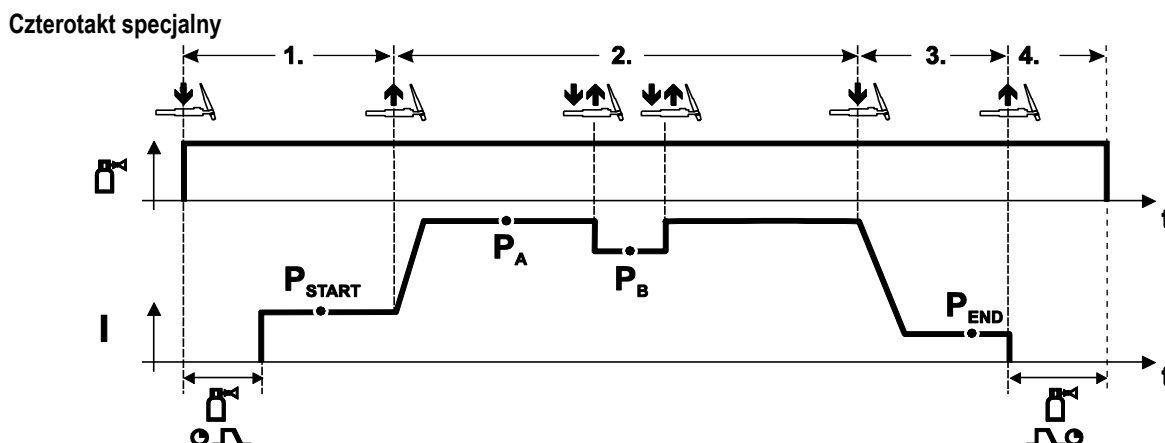 Czterotakt specjalny
1. 2. 3. 4.
t
P_A
P_B
P_START
P_END
I
t